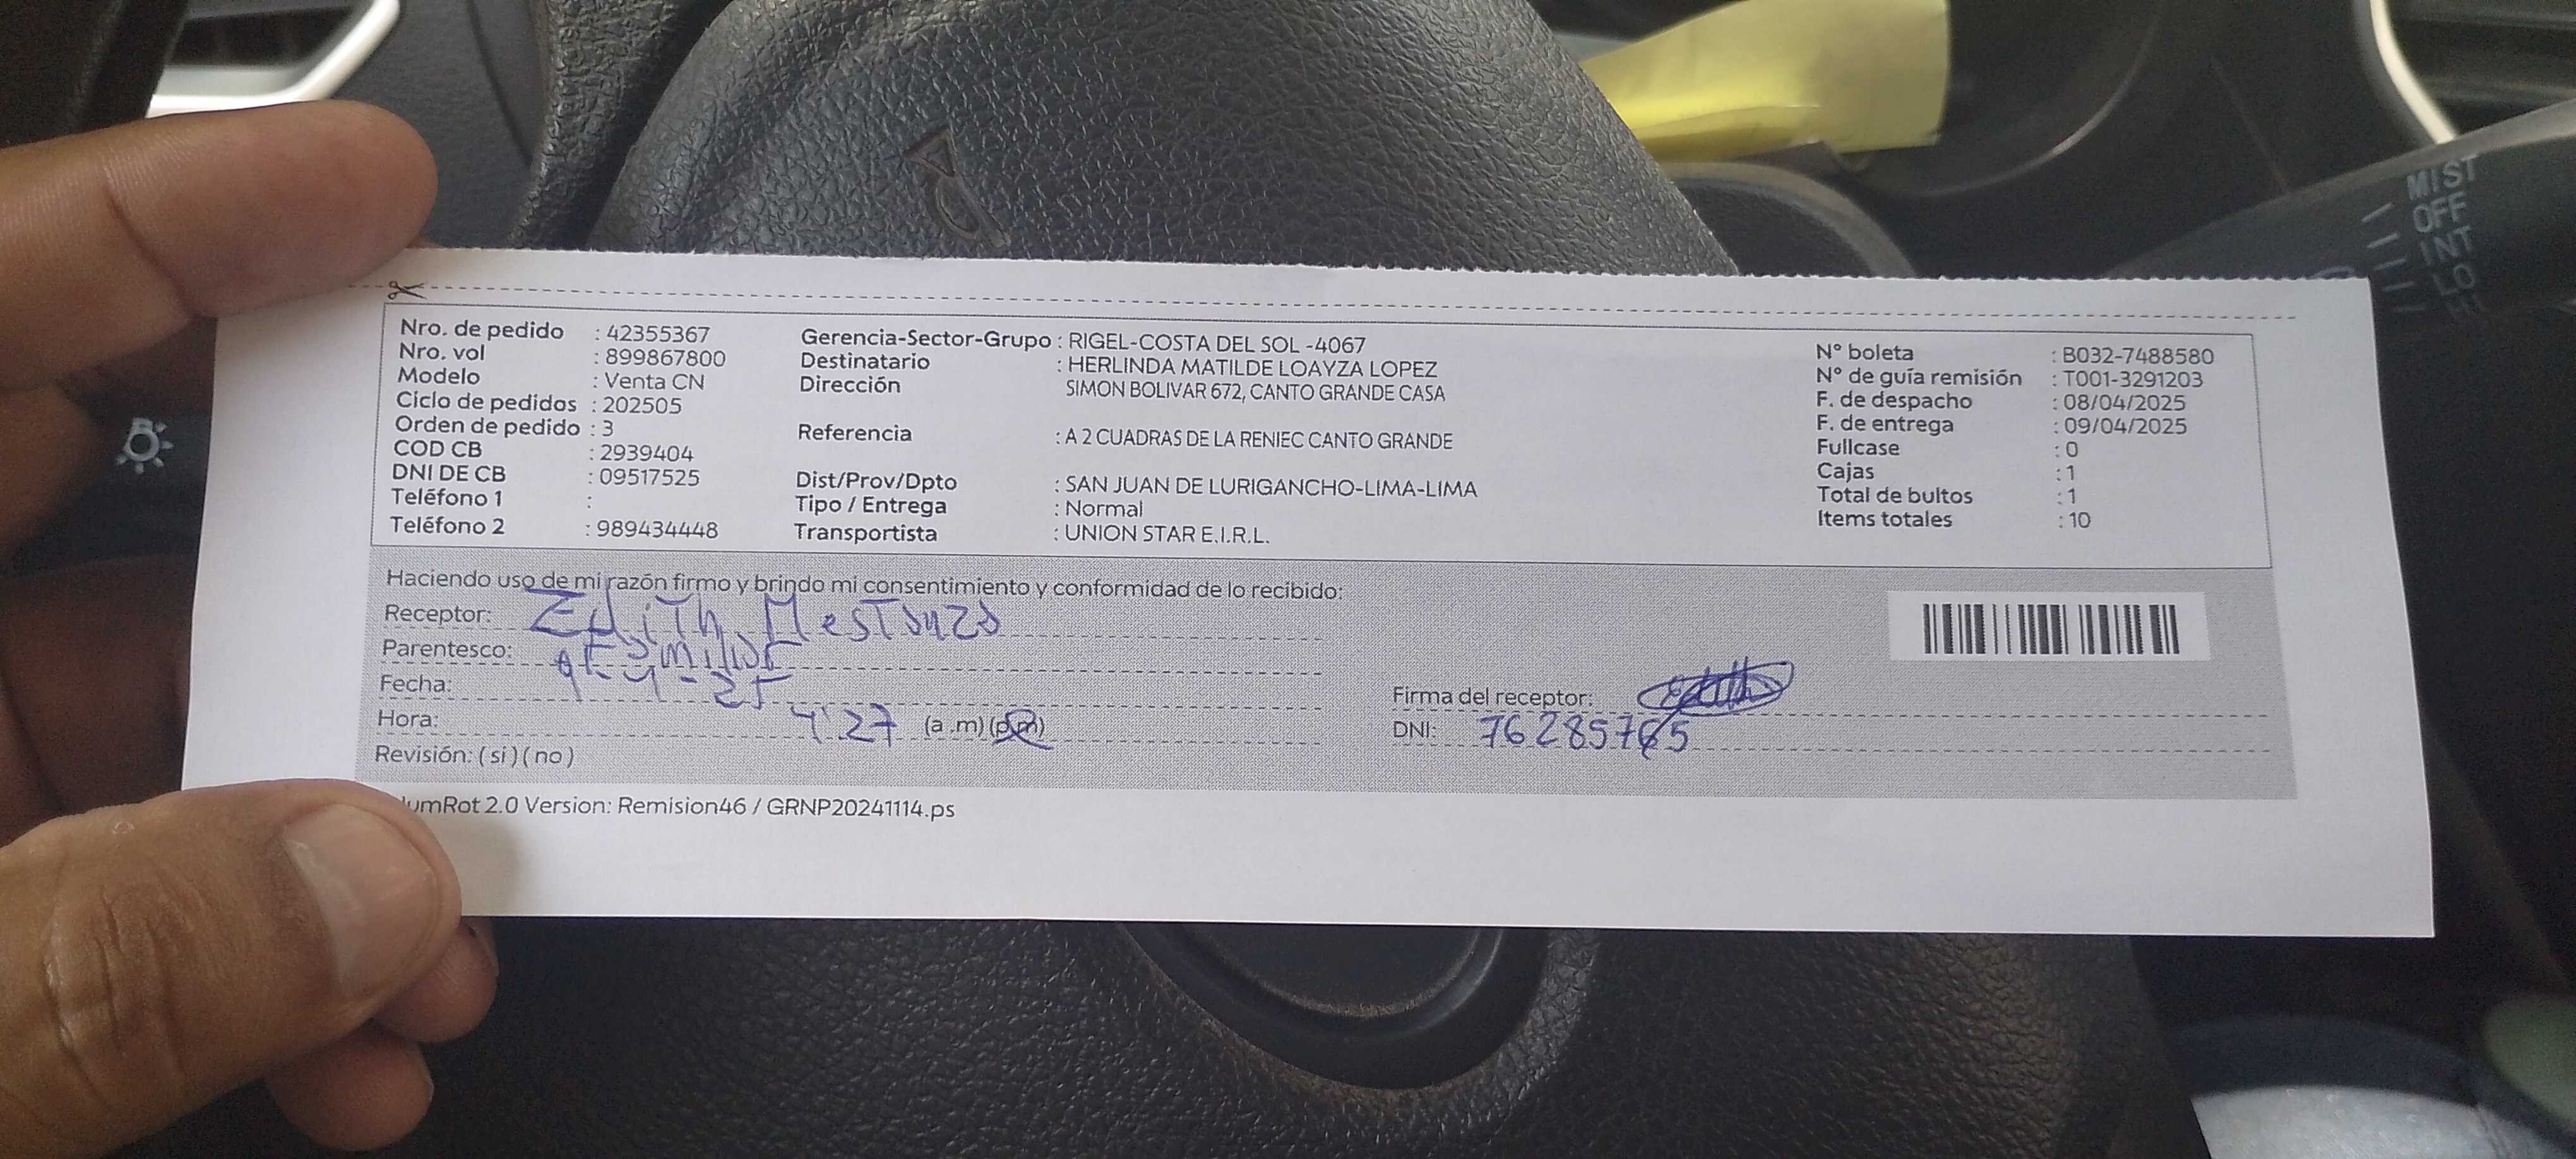 MIST
OFF
INT
LO
Nro. de pedido : 42355367
Nro. vol : 899867800
Modelo : Venta CN
Ciclo de pedidos : 202505
Orden de pedido : 3
COD CB : 2939404
DNI DE CB : 09517525
Teléfono 1 :
Teléfono 2 : 989434448
Gerencia-Sector-Grupo : RIGEL-COSTA DEL SOL -4067
Destinatario : HERLINDA MATILDE LOAYZA LOPEZ
Dirección SIMON BOLIVAR 672, CANTO GRANDE CASA
Referencia : A 2 CUADRAS DE LA RENIEC CANTO GRANDE
Dist/Prov/Dpto : SAN JUAN DE LURIGANCHO-LIMA-LIMA
Tipo / Entrega : Normal
Transportista : UNION STAR E.I.R.L.
N° boleta : B032-7488580
N° de guía remisión : T001-3291203
F. de despacho : 08/04/2025
F. de entrega : 09/04/2025
Fullcase : 0
Cajas : 1
Total de bultos : 1
Items totales : 10
Haciendo uso de mi razón firmo y brindo mi consentimiento y conformidad de lo recibido:
Receptor: Edith
Parentesco:
Fecha: 9-4-25
Hora: 4:27 (a.m) (p.m)
Revisión: ( si ) ( no )
Firma del receptor:
DNI: 76285765
umRot 2.0 Version: Remision46 / GRNP20241114.ps